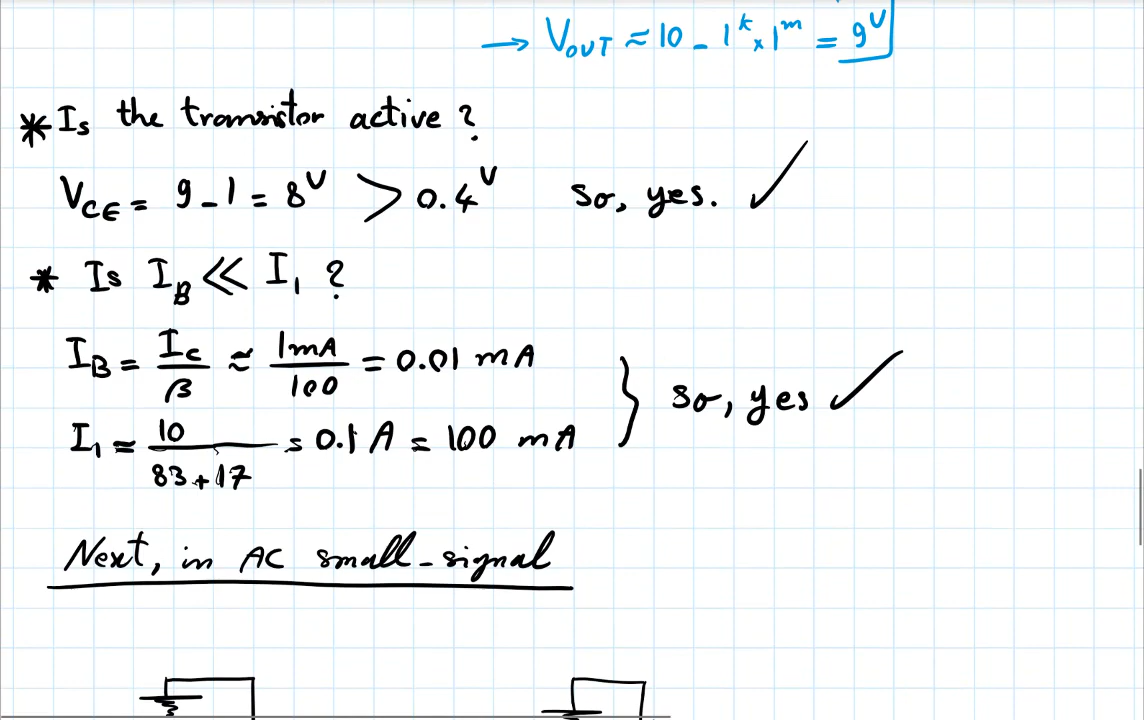 → V_OUT ≈ 10 - 1^k × 1^m = 9^V
* Is the transistor active ?
V_CE = 9 - 1 = 8^V > 0.4^V so, yes. ✓
* Is I_B ≪ I_1 ?
I_B = I_C / β ≈ 1mA / 100 = 0.01 mA
I_1 ≈ 10 / 83+17 = 0.1 A = 100 mA
} so, yes ✓
Next, in AC small-signal